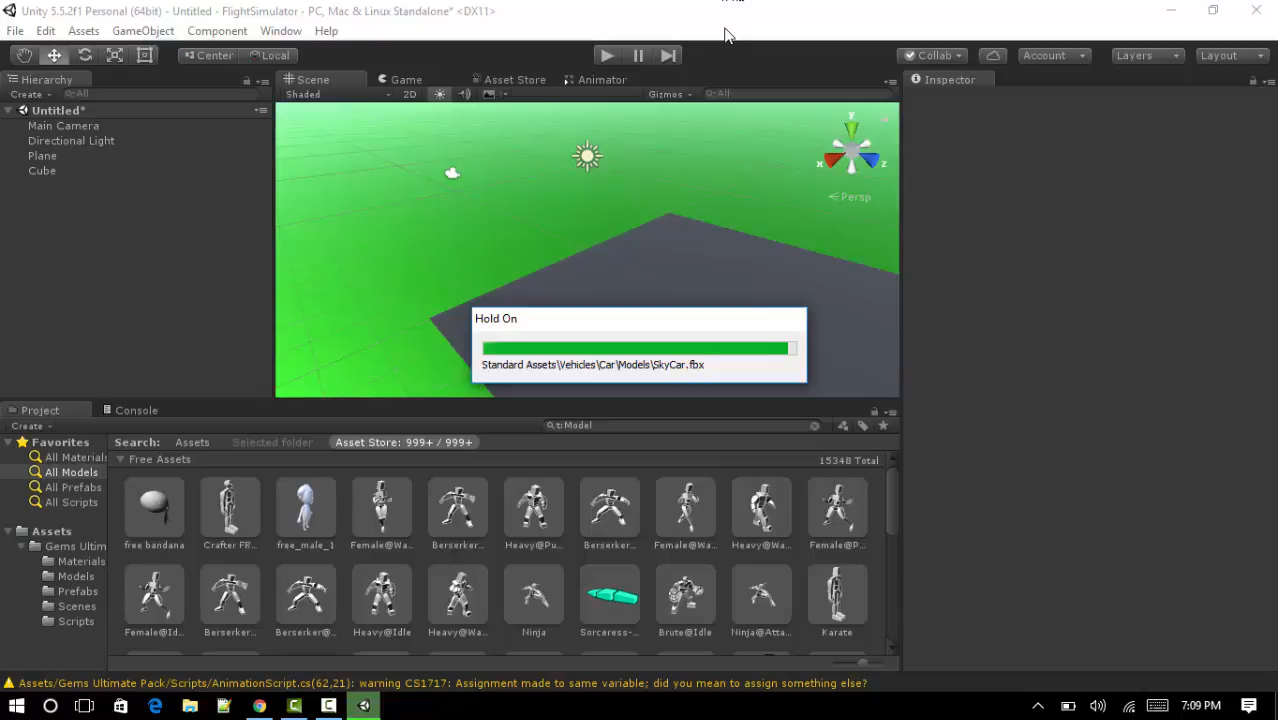 Unity 5.5.2f1 Personal (64bit) - Untitled - FlightSimulator - PC, Mac & Linux Standalone* <DX11>
File Edit Assets GameObject Component Window Help
Center Local Collab Account Layers Layout
Hierarchy Scene Game Asset Store Animator Inspector
Create All Shaded 2D Gizmos All
Untitled*
Main Camera
Directional Light
Plane
Cube
y
x z
Persp
Hold On
Standard Assets\Vehicles\Car\Models\SkyCar.fbx
Project Console
Create t:Model
Favorites Search: Assets Selected folder Asset Store: 999+ / 999+
All Materials
All Models
All Prefabs
All Scripts
Free Assets 15348 Total
free bandana Crafter FR... free_male_1 Female@Wa... Berserker... Heavy@Pu... Berserker... Female@Wa... Heavy@Wa... Female@P...
Assets
Gems Ultim
Materials
Models
Prefabs
Scenes
Scripts
Female@Id... Berserker... Berserker@... Heavy@Idle Heavy@Wa... Ninja Sorceress-... Brute@Idle Ninja@Atta... Karate
Assets/Gems Ultimate Pack/Scripts/AnimationScript.cs(62,21): warning CS1717: Assignment made to same variable; did you mean to assign something else?
7:09 PM